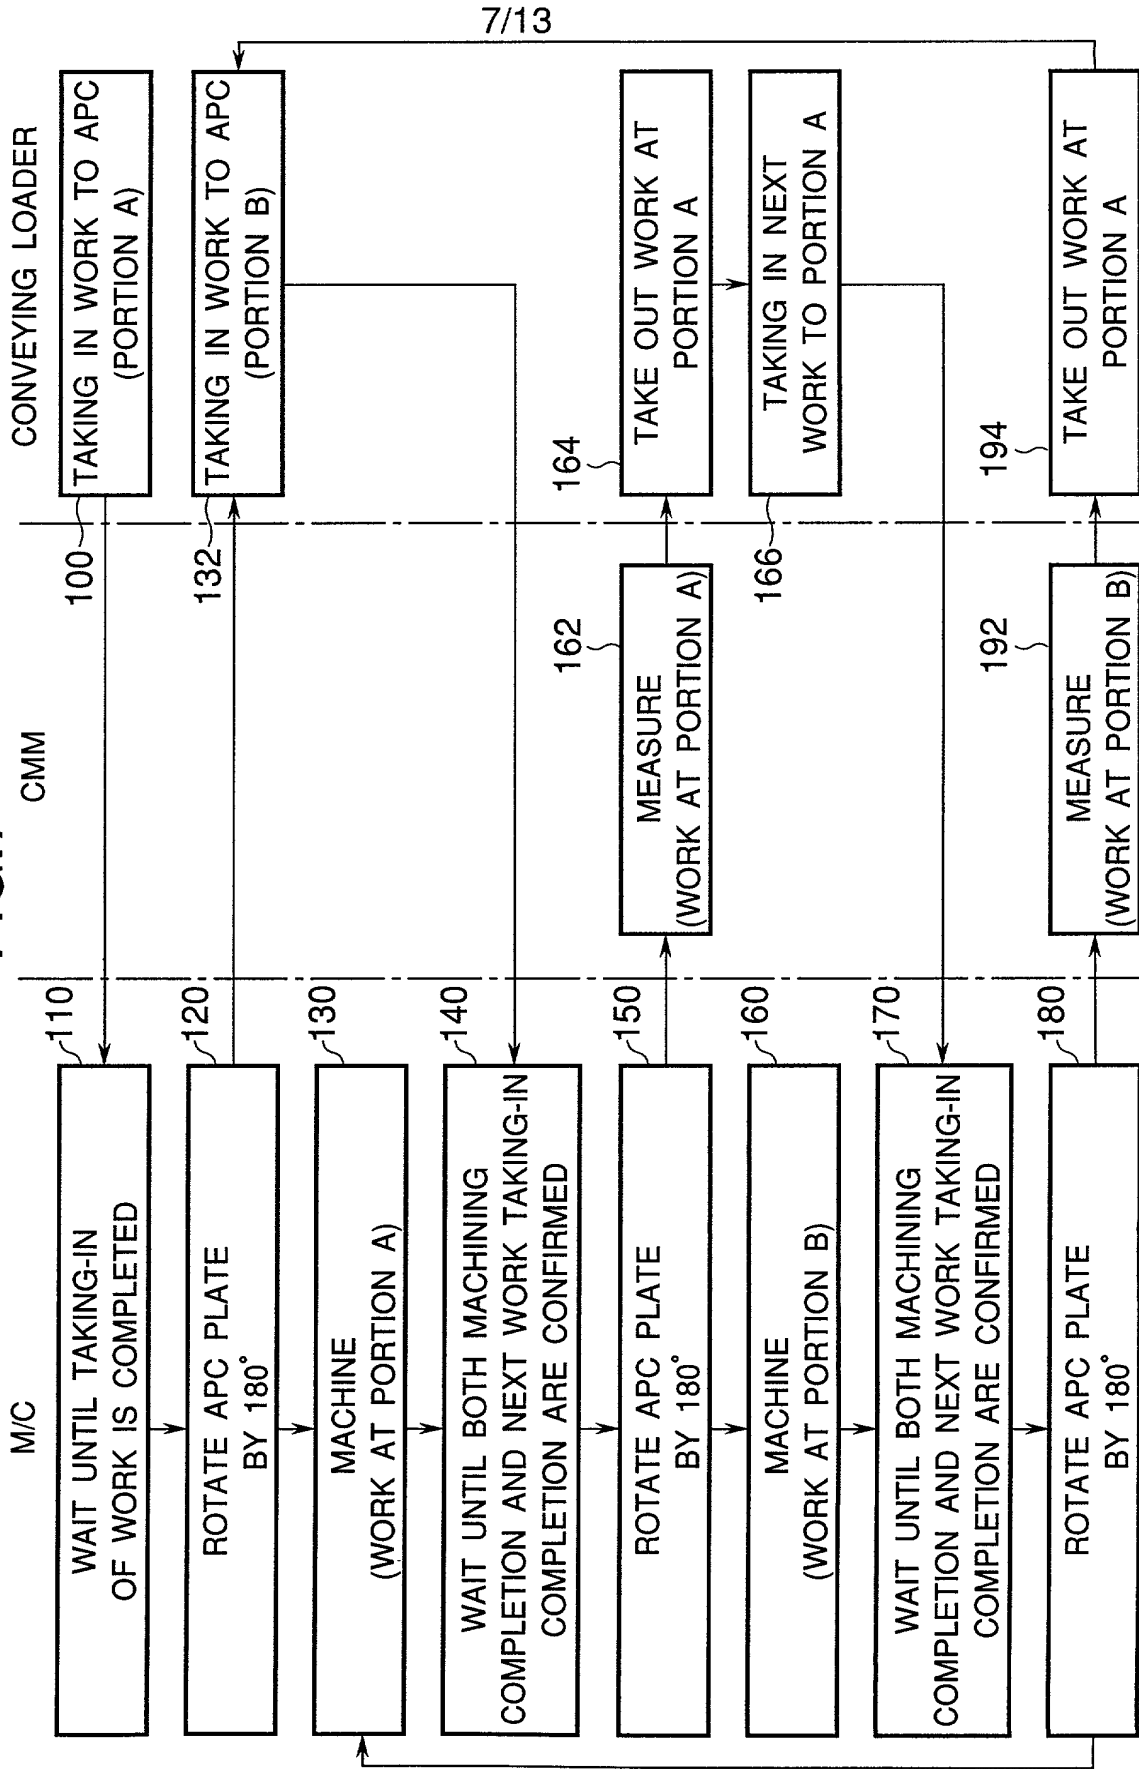 7/13
M/C
CMM
CONVEYING LOADER
100
TAKING IN WORK TO APC
(PORTION A)
110
WAIT UNTIL TAKING-IN
OF WORK IS COMPLETED
120
ROTATE APC PLATE
BY 180°
132
TAKING IN WORK TO APC
(PORTION B)
130
MACHINE
(WORK AT PORTION A)
140
WAIT UNTIL BOTH MACHINING
COMPLETION AND NEXT WORK TAKING-IN
COMPLETION ARE CONFIRMED
150
ROTATE APC PLATE
BY 180°
162
MEASURE
(WORK AT PORTION A)
164
TAKE OUT WORK AT
PORTION A
160
MACHINE
(WORK AT PORTION B)
166
TAKING IN NEXT
WORK TO PORTION A
170
WAIT UNTIL BOTH MACHINING
COMPLETION AND NEXT WORK TAKING-IN
COMPLETION ARE CONFIRMED
180
ROTATE APC PLATE
BY 180°
192
MEASURE
(WORK AT PORTION B)
194
TAKE OUT WORK AT
PORTION A